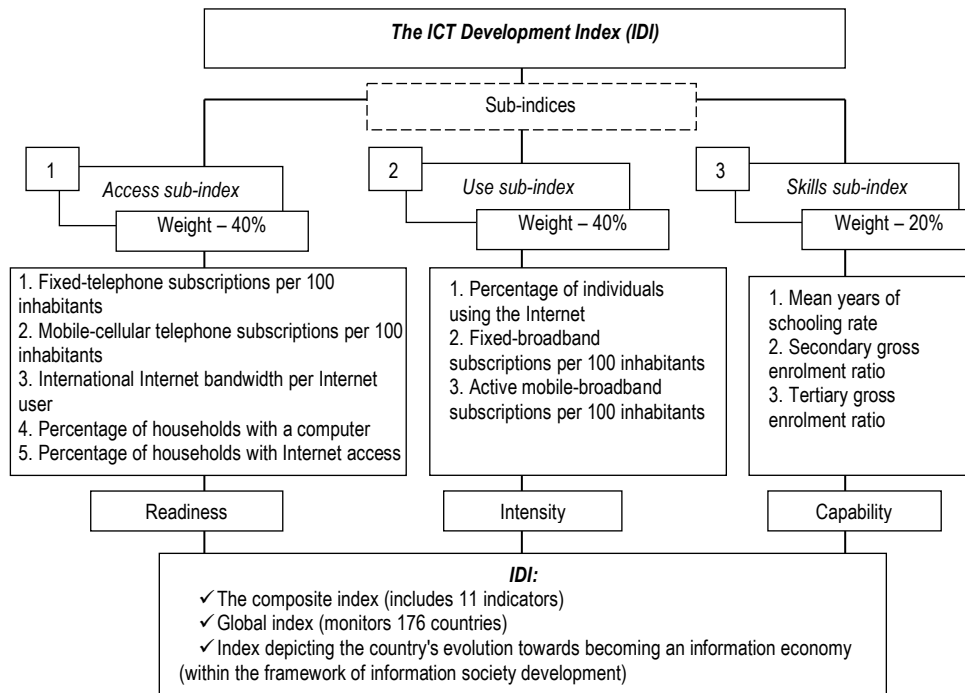 The ICT Development Index (IDI)
Sub-indices
1
Access sub-index
Weight – 40%
1. Fixed-telephone subscriptions per 100
inhabitants
2. Mobile-cellular telephone subscriptions per 100
inhabitants
3. International Internet bandwidth per Internet
user
4. Percentage of households with a computer
5. Percentage of households with Internet access
Readiness
2
Use sub-index
Weight – 40%
1. Percentage of individuals
using the Internet
2. Fixed-broadband
subscriptions per 100 inhabitants
3. Active mobile-broadband
subscriptions per 100 inhabitants
Intensity
3
Skills sub-index
Weight – 20%
1. Mean years of
schooling rate
2. Secondary gross
enrolment ratio
3. Tertiary gross
enrolment ratio
Capability
IDI:
✓ The composite index (includes 11 indicators)
✓ Global index (monitors 176 countries)
✓ Index depicting the country's evolution towards becoming an information economy
(within the framework of information society development)